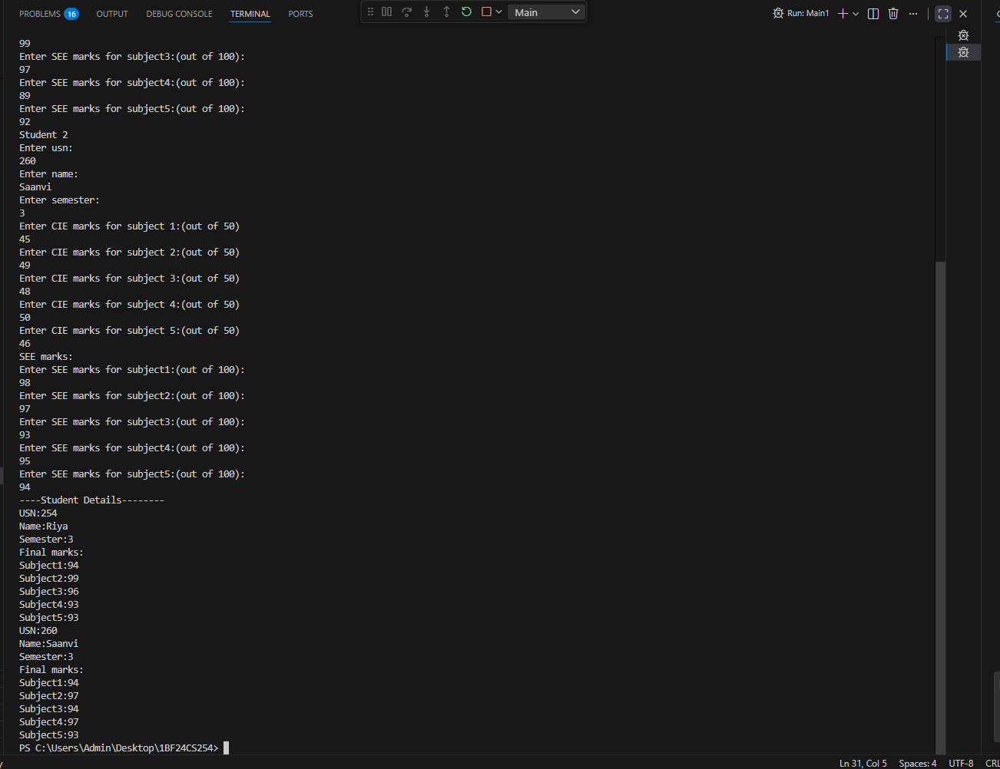 PROBLEMS 16 OUTPUT DEBUG CONSOLE TERMINAL PORTS Main Run: Main1
99
Enter SEE marks for subject3:(out of 100):
97
Enter SEE marks for subject4:(out of 100):
89
Enter SEE marks for subject5:(out of 100):
92
Student 2
Enter usn:
260
Enter name:
Saanvi
Enter semester:
3
Enter CIE marks for subject 1:(out of 50)
45
Enter CIE marks for subject 2:(out of 50)
49
Enter CIE marks for subject 3:(out of 50)
48
Enter CIE marks for subject 4:(out of 50)
50
Enter CIE marks for subject 5:(out of 50)
46
SEE marks:
Enter SEE marks for subject1:(out of 100):
98
Enter SEE marks for subject2:(out of 100):
97
Enter SEE marks for subject3:(out of 100):
93
Enter SEE marks for subject4:(out of 100):
95
Enter SEE marks for subject5:(out of 100):
94
----Student Details--------
USN:254
Name:Riya
Semester:3
Final marks:
Subject1:94
Subject2:99
Subject3:96
Subject4:93
Subject5:93
USN:260
Name:Saanvi
Semester:3
Final marks:
Subject1:94
Subject2:97
Subject3:94
Subject4:97
Subject5:93
PS C:\Users\Admin\Desktop\1BF24CS254>
Ln 31, Col 5 Spaces: 4 UTF-8